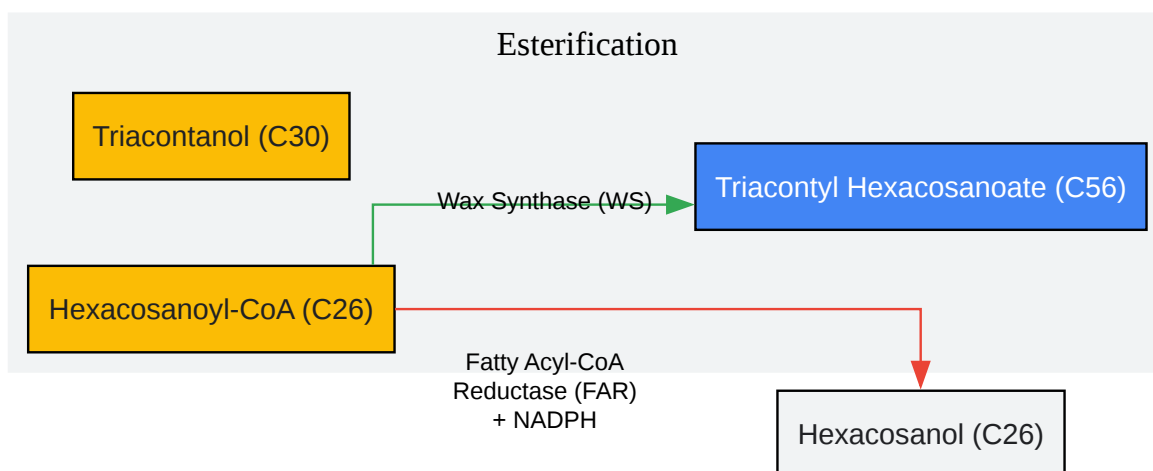 Esterification
Triacontanol (C30)
Wax Synthase (WS)
Triacontyl Hexacosanoate (C56)
Hexacosanoyl-CoA (C26)
Fatty Acyl-CoA
Reductase (FAR)
+ NADPH
Hexacosanol (C26)